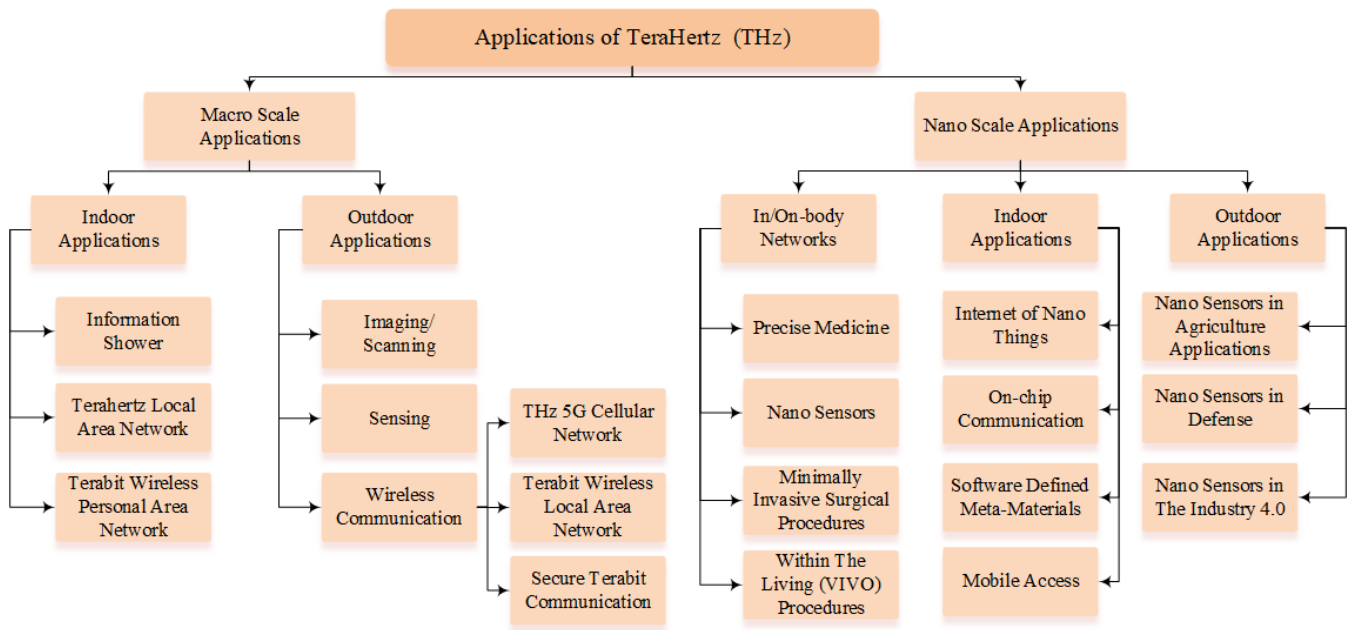 Applications of TeraHertz (THz)
Macro Scale
Applications
Nano Scale Applications
Indoor
Applications
Outdoor
Applications
In/On-body
Networks
Indoor
Applications
Outdoor
Applications
Information
Shower
Terahertz Local
Area Network
Terabit Wireless
Personal Area
Network
Imaging/
Scanning
Sensing
Wireless
Communication
THz 5G Cellular
Network
Terabit Wireless
Local Area
Network
Secure Terabit
Communication
Precise Medicine
Nano Sensors
Minimally
Invasive Surgical
Procedures
Within The
Living (VIVO)
Procedures
Internet of Nano
Things
On-chip
Communication
Software Defined
Meta-Materials
Mobile Access
Nano Sensors in
Agriculture
Applications
Nano Sensors in
Defense
Nano Sensors in
The Industry 4.0